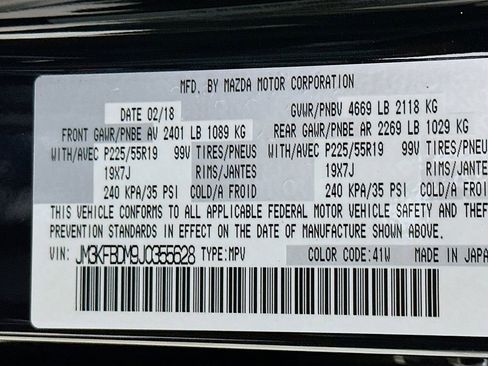 MFD. BY MAZDA MOTOR CORPORATION
DATE 02/18 GVWR/PNBV 4669 LB 2118 KG
FRONT GAWR/PNBE AV 2401 LB 1089 KG REAR GAWR/PNBE AR 2269 LB 1029 KG
WITH/AVEC P225/55R19 99V TIRES/PNEUS WITH/AVEC P225/55R19 99V TIRES/PNEUS
19X7J RIMS/JANTES 19X7J RIMS/JANTES
240 KPA/35 PSI COLD/A FROID 240 KPA/35 PSI COLD/A FROID
THIS VEHICLE CONFORMS TO ALL APPLICABLE FEDERAL MOTOR VEHICLE SAFETY AND THEF
PREVENTION STANDARDS IN EFFECT ON THE DATE OF MANUFACTURE SHOWN ABOVE.
VIN: JM3KFBDM9J0355628 TYPE:MPV COLOR CODE:41W MADE IN JAPA